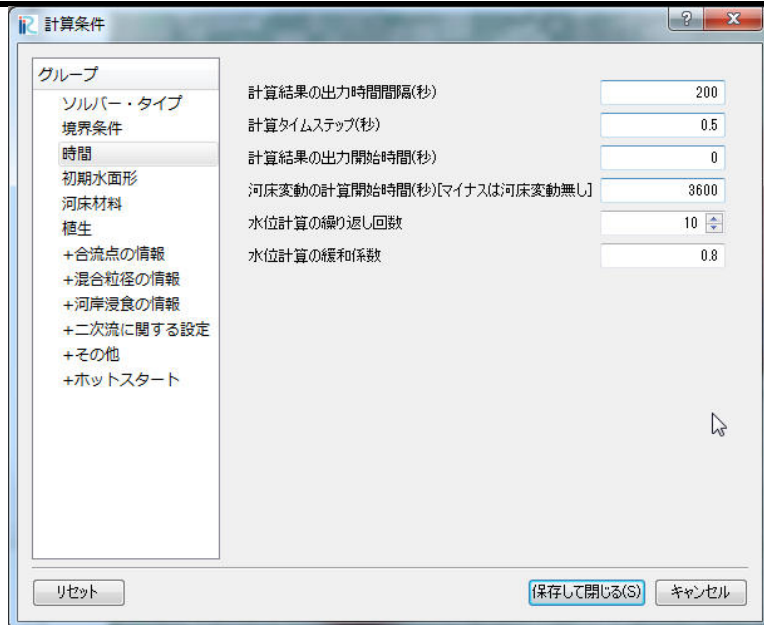 計算条件
グループ
ソルバー・タイプ
境界条件
時間
初期水面形
河床材料
植生
+合流点の情報
+混合粒径の情報
+河岸浸食の情報
+二次流に関する設定
+その他
+ホットスタート
計算結果の出力時間間隔(秒) 200
計算タイムステップ(秒) 0.5
計算結果の出力開始時間(秒) 0
河床変動の計算開始時間(秒)[マイナスは河床変動無し] 3600
水位計算の繰り返し回数 10
水位計算の緩和係数 0.8
リセット 保存して閉じる(S) キャンセル